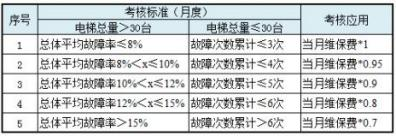 序号 考核标准（月度） 考核应用
电梯总量＞30台 电梯总量≤30台
1 总体平均故障率≤8% 故障次数累计≤3次 当月维保费*1
2 总体平均故障率8%＜x≤10% 故障次数累计≤4次 当月维保费*0.95
3 总体平均故障率10%＜x≤12% 故障次数累计≤5次 当月维保费*0.9
4 总体平均故障率12%＜x≤15% 故障次数累计≤6次 当月维保费*0.8
5 总体平均故障率＞15% 故障次数累计＞6次 当月维保费*0.7